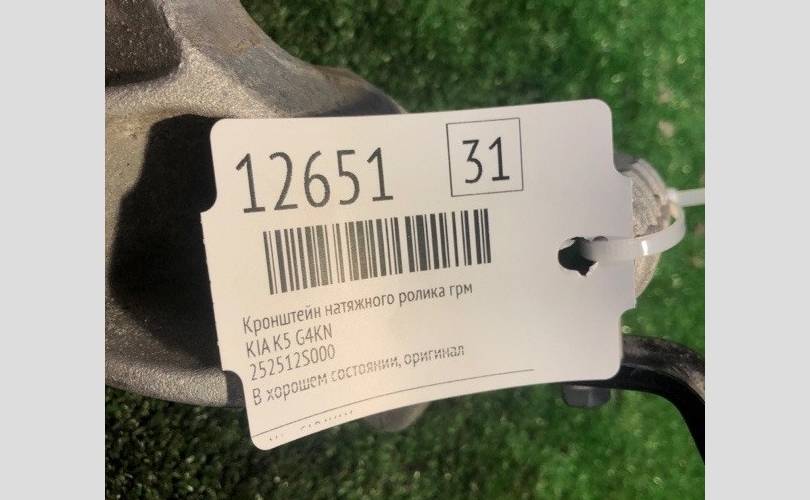 12651 31
Кронштейн натяжного ролика грм
KIA K5 G4KN
252512S000
В хорошем состоянии, оригинал